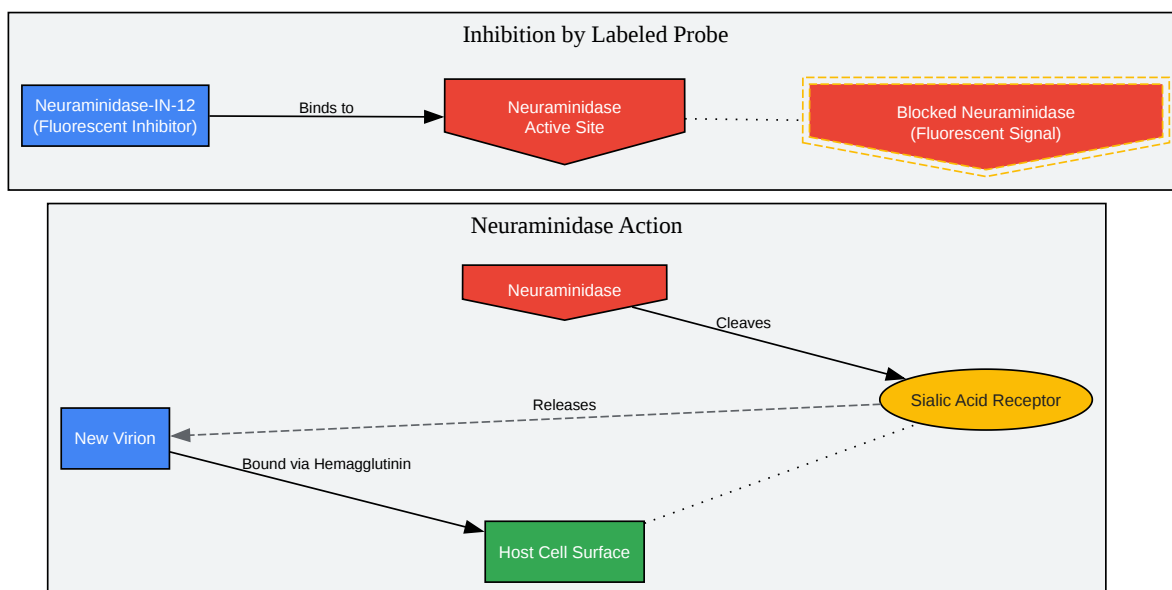 Inhibition by Labeled Probe
Neuraminidase-IN-12
(Fluorescent Inhibitor)
Binds to
Neuraminidase
Active Site
Blocked Neuraminidase
(Fluorescent Signal)
Neuraminidase Action
Neuraminidase
Cleaves
Sialic Acid Receptor
Releases
New Virion
Bound via Hemagglutinin
Host Cell Surface